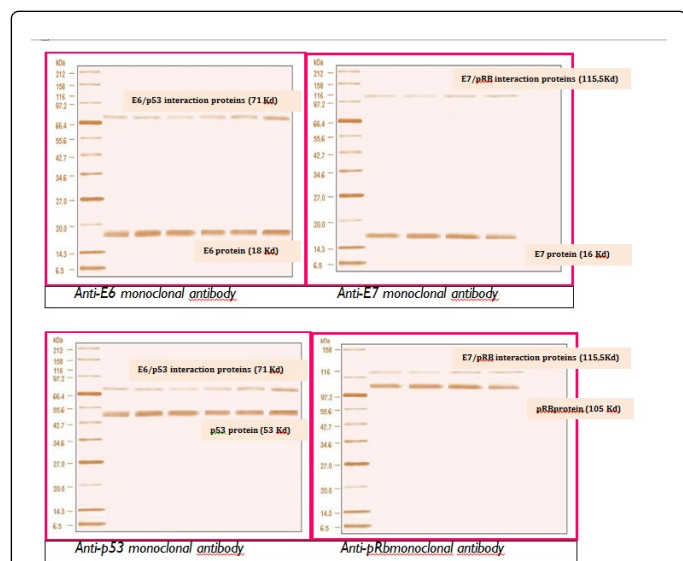 kDa
212
158
116
97.2
66.4
55.6
42.7
34.6
27.0
20.0
14.3
6.5
E6/p53 interaction proteins (71 Kd)
E6 protein (18 Kd)
kDa
212
158
116
97.2
66.4
55.6
42.7
34.6
27.0
20.0
14.3
6.5
E7/pRB interaction proteins (115,5Kd)
E7 protein (16 Kd)
Anti-E6 monoclonal antibody
Anti-E7 monoclonal antibody
kDa
212
158
116
97.2
66.4
55.6
42.7
34.6
27.0
20.0
14.3
6.5
E6/p53 interaction proteins (71 Kd)
p53 protein (53 Kd)
kDa
158
116
97.2
66.4
55.6
42.7
34.6
27.0
20.0
14.3
6.5
E7/pRB interaction proteins (115,5Kd)
pRBprotein (105 Kd)
Anti-p53 monoclonal antibody
Anti-pRbmonoclonal antibody